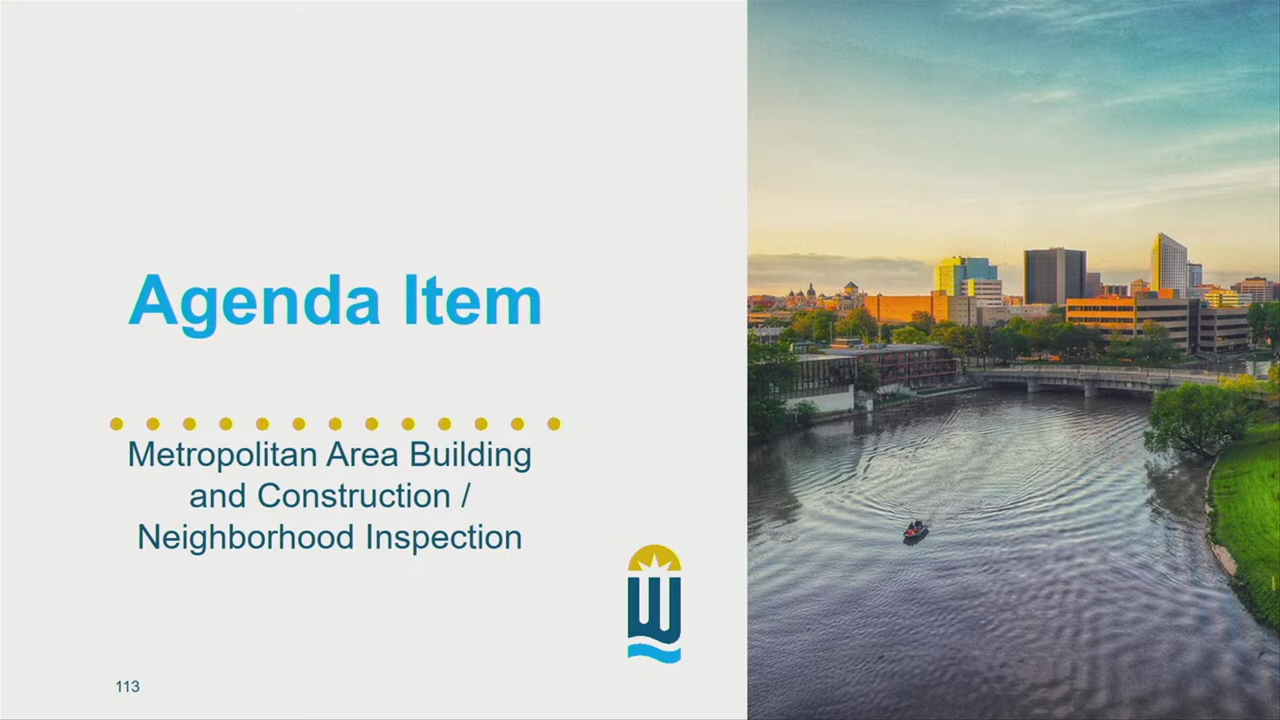 Agenda Item
Metropolitan Area Building
and Construction /
Neighborhood Inspection
W
113